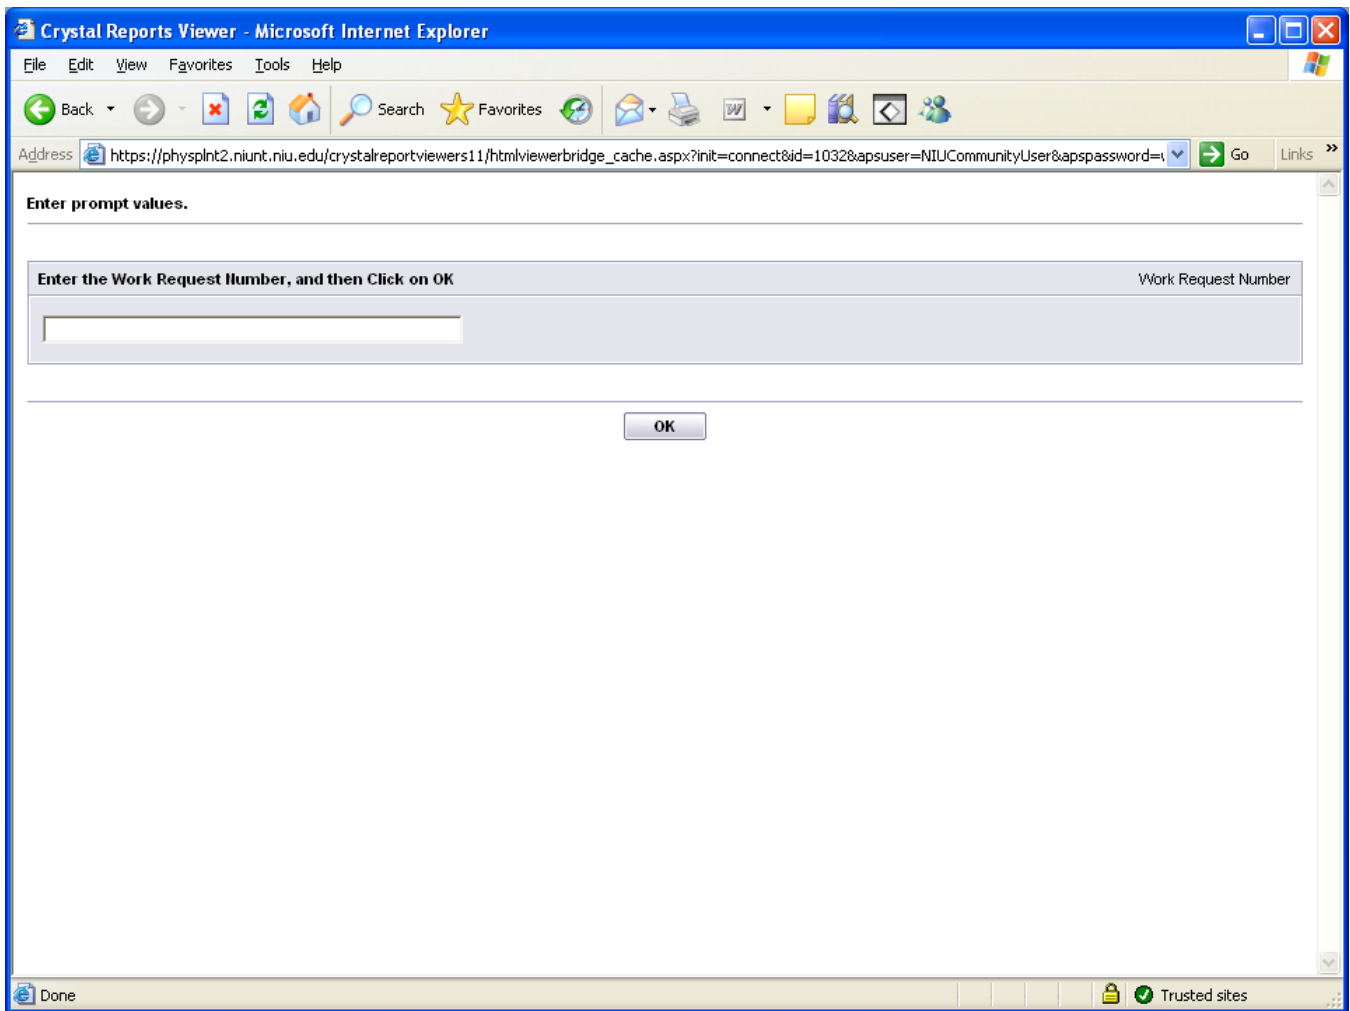 Crystal Reports Viewer - Microsoft Internet Explorer
File Edit View Favorites Tools Help
Back Search Favorites
Address https://physplnt2.niunt.niu.edu/crystalreportviewers11/htmlviewerbridge_cache.aspx?init=connect&id=1032&apsuser=NIUCommunityUser&apspassword= Go Links »
Enter prompt values.
Enter the Work Request Number, and then Click on OK Work Request Number
OK
Done Trusted sites